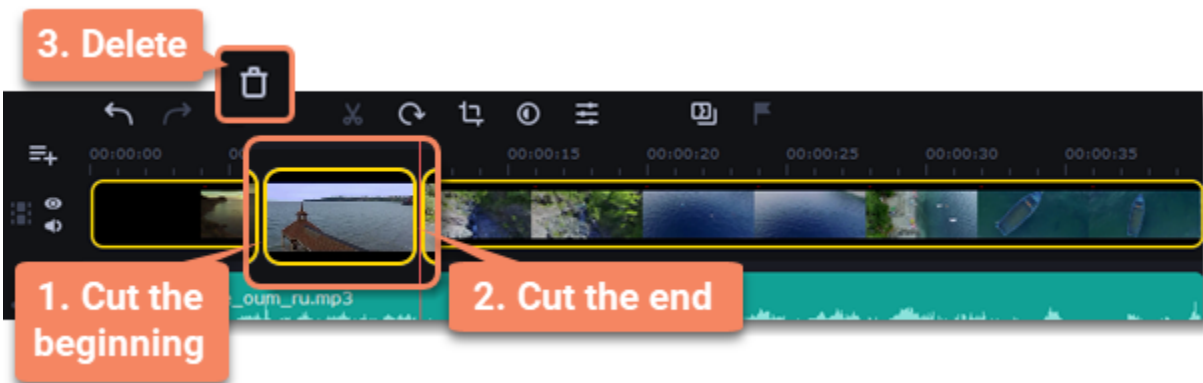 3. Delete
00:00:00
00:00:15
00:00:20
00:00:25
00:00:30
00:00:35
1. Cut the
beginning
_oum_ru.mp3
2. Cut the end